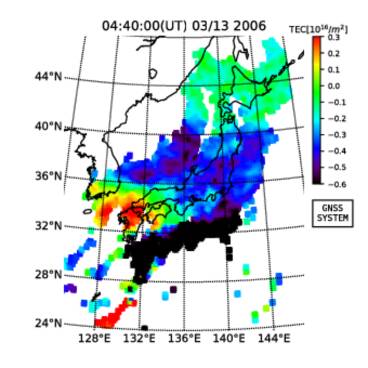 04:40:00(UT) 03/13 2006
TEC[10¹⁶/m²]
0.3
0.2
0.1
0.0
−0.1
−0.2
−0.3
−0.4
−0.5
−0.6
GNSS
SYSTEM
44°N
40°N
36°N
32°N
28°N
24°N
128°E 132°E 136°E 140°E 144°E